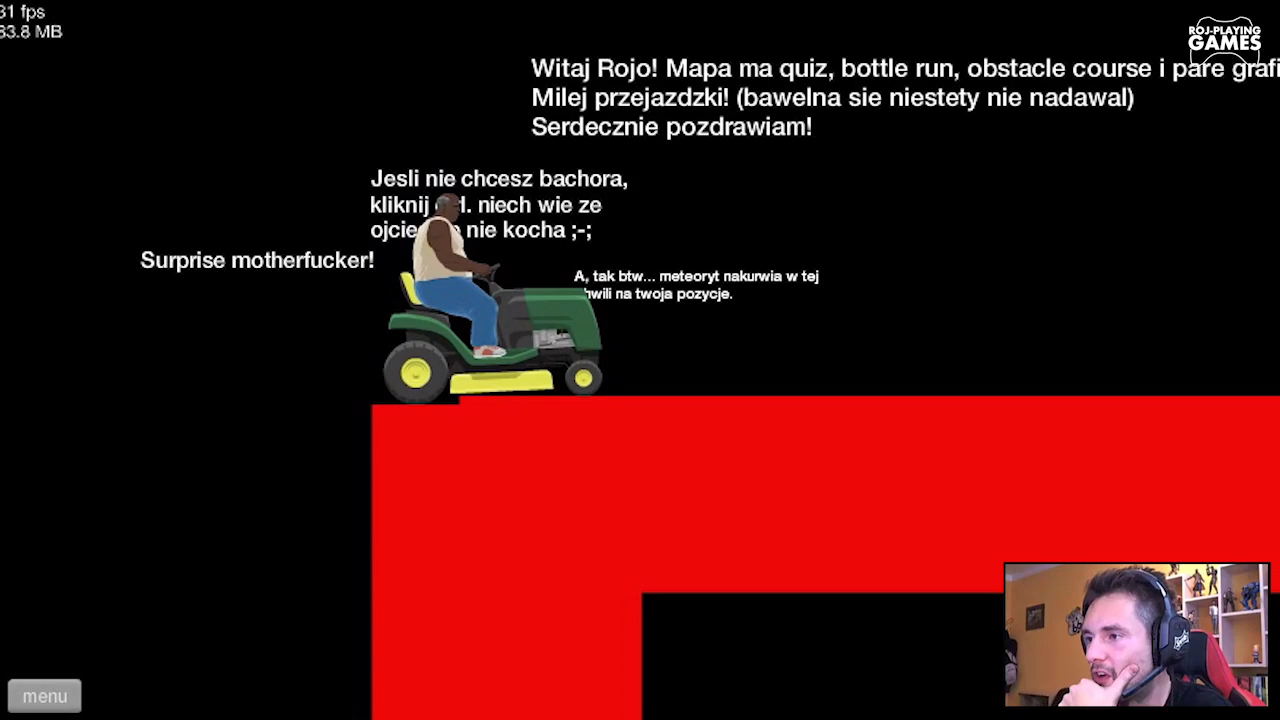 31 fps
83.8 MB
ROJ-PLAYING
GAMES
Witaj Rojo! Mapa ma quiz, bottle run, obstacle course i pare grafi
Milej przejazdzki! (bawelna sie niestety nie nadawal)
Serdecznie pozdrawiam!
Jesli nie chcesz bachora,
kliknij niech wie ze
nie kocha ;-;
Surprise motherfucker!
A, tak btw... meteoryt nakurwia w tej
na twoja pozycje.
menu